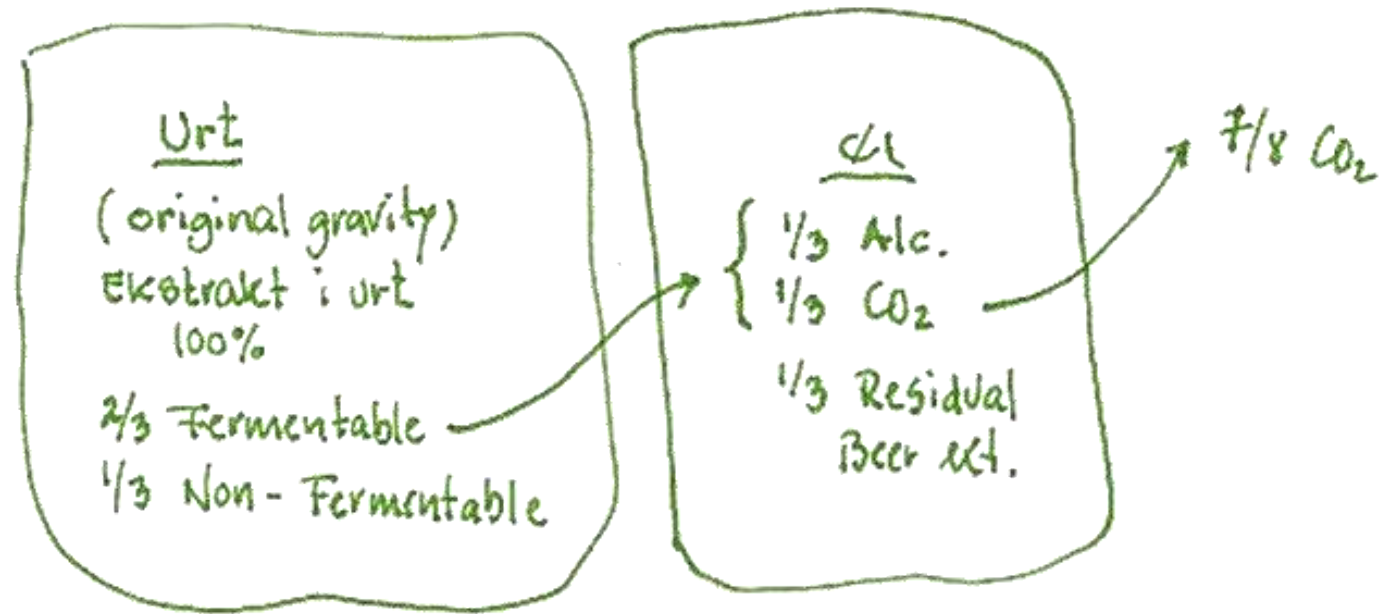 Urt
(original gravity)
Ekstrakt i urt
100%
2/3 Fermentable
1/3 Non-Fermentable
Øl
1/3 Alc.
1/3 CO₂
1/3 Residual
Beer ext.
7/8 CO₂